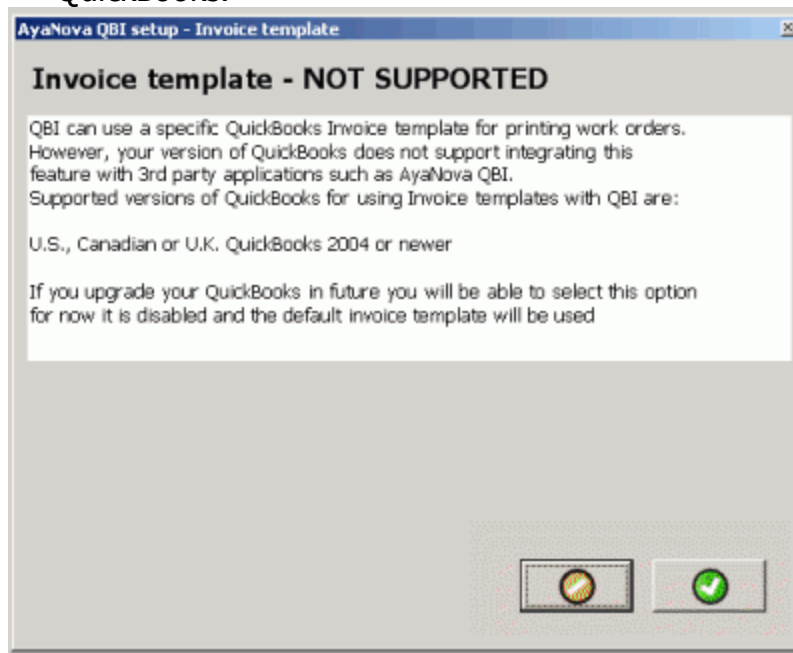 QuickBooks.
AyaNova QBI setup - Invoice template
Invoice template - NOT SUPPORTED
QBI can use a specific QuickBooks Invoice template for printing work orders.
However, your version of QuickBooks does not support integrating this
feature with 3rd party applications such as AyaNova QBI.
Supported versions of QuickBooks for using Invoice templates with QBI are:
U.S., Canadian or U.K. QuickBooks 2004 or newer
If you upgrade your QuickBooks in future you will be able to select this option
for now it is disabled and the default invoice template will be used